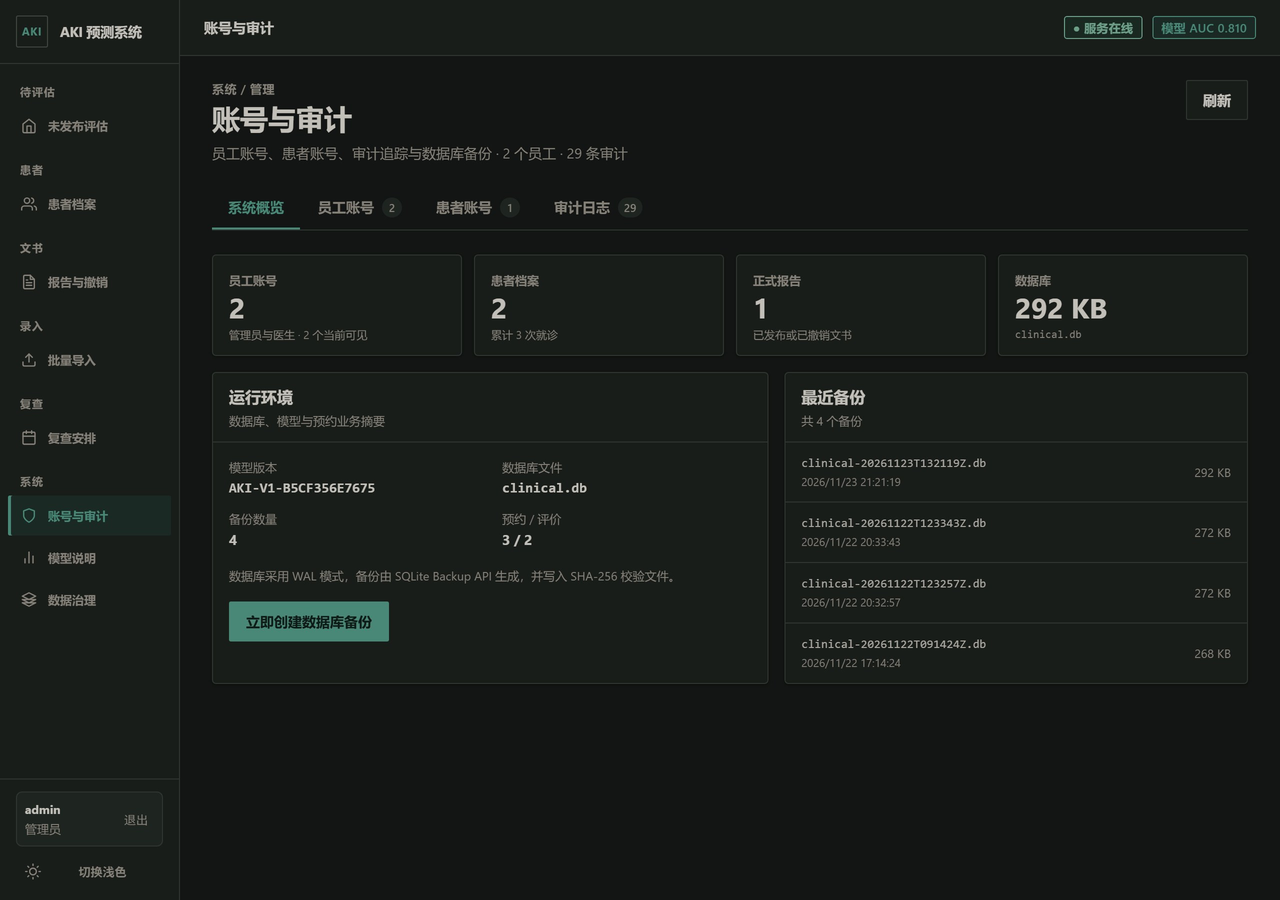 AKI
AKI 预测系统
待评估
未发布评估
患者
患者档案
文书
报告与撤销
录入
批量导入
复查
复查安排
系统
账号与审计
模型说明
数据治理
admin
管理员
退出
切换浅色
账号与审计
服务在线
模型 AUC 0.810
系统 / 管理
账号与审计
员工账号、患者账号、审计追踪与数据库备份 · 2 个员工 · 29 条审计
刷新
系统概览
员工账号 2
患者账号 1
审计日志 29
员工账号
2
管理员与医生 · 2 个当前可见
患者档案
2
累计 3 次就诊
正式报告
1
已发布或已撤销文书
数据库
292 KB
clinical.db
运行环境
数据库、模型与预约业务摘要
模型版本
AKI-V1-B5CF356E7675
数据库文件
clinical.db
备份数量
4
预约 / 评价
3 / 2
数据库采用 WAL 模式，备份由 SQLite Backup API 生成，并写入 SHA-256 校验文件。
立即创建数据库备份
最近备份
共 4 个备份
clinical-20261123T132119Z.db
2026/11/23 21:21:19
292 KB
clinical-20261122T123343Z.db
2026/11/22 20:33:43
272 KB
clinical-20261122T123257Z.db
2026/11/22 20:32:57
272 KB
clinical-20261122T091424Z.db
2026/11/22 17:14:24
268 KB